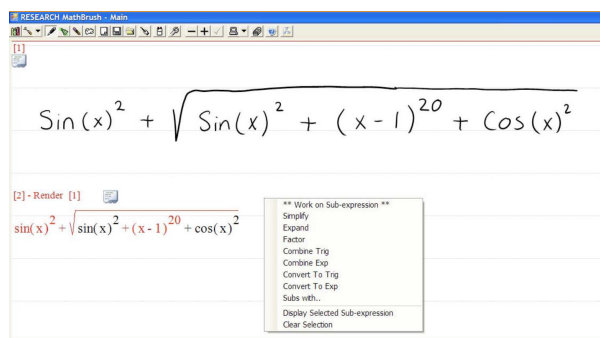 RESEARCH MathBrush - Main
[1]
Sin(x)² + √(Sin(x)² + (x-1)²⁰ + Cos(x)²)
[2] - Render [1]
sin(x)² + √(sin(x)² + (x-1)²⁰ + cos(x)²)
** Work on Sub-expression **
Simplify
Expand
Factor
Combine Trig
Combine Exp
Convert To Trig
Convert To Exp
Subs with..
Display Selected Sub-expression
Clear Selection